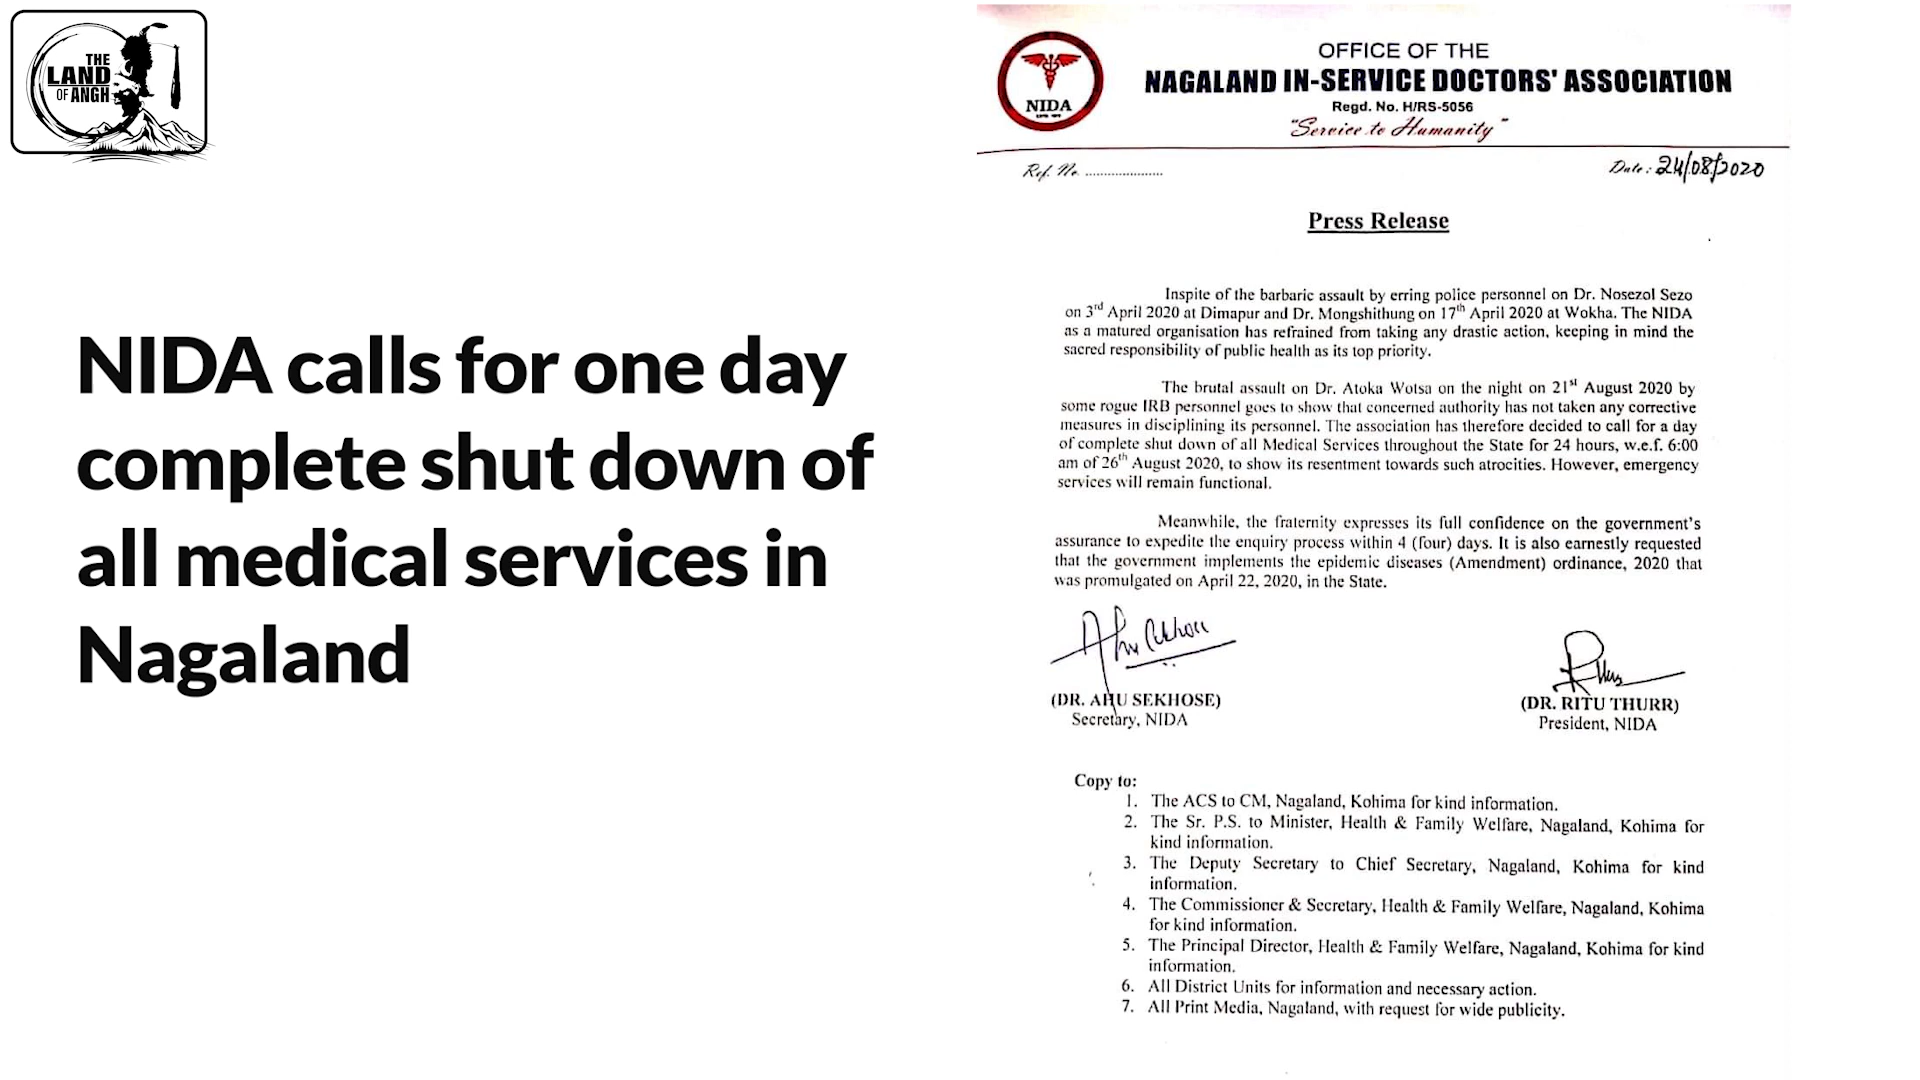 THE
LAND
OF ANGH
NIDA calls for one day
complete shut down of
all medical services in
Nagaland
NIDA
OFFICE OF THE
NAGALAND IN-SERVICE DOCTORS' ASSOCIATION
Regd. No. H/RS-5056
"Service to Humanity"
Ref. No. ......................
Date: 24/08/2020
Press Release
Inspite of the barbaric assault by erring police personnel on Dr. Nosezol Sezo
on 3rd April 2020 at Dimapur and Dr. Mongshithung on 17th April 2020 at Wokha. The NIDA
as a matured organisation has refrained from taking any drastic action, keeping in mind the
sacred responsibility of public health as its top priority.
The brutal assault on Dr. Atoka Wotsa on the night on 21st August 2020 by
some rogue IRB personnel goes to show that concerned authority has not taken any corrective
measures in disciplining its personnel. The association has therefore decided to call for a day
of complete shut down of all Medical Services throughout the State for 24 hours, w.e.f. 6:00
am of 26th August 2020, to show its resentment towards such atrocities. However, emergency
services will remain functional.
Meanwhile, the fraternity expresses its full confidence on the government's
assurance to expedite the enquiry process within 4 (four) days. It is also earnestly requested
that the government implements the epidemic diseases (Amendment) ordinance, 2020 that
was promulgated on April 22, 2020, in the State.
(DR. AHU SEKHOSE)
Secretary, NIDA
(DR. RITU THURR)
President, NIDA
Copy to:
1. The ACS to CM, Nagaland, Kohima for kind information.
2. The Sr. P.S. to Minister, Health & Family Welfare, Nagaland, Kohima for
kind information.
3. The Deputy Secretary to Chief Secretary, Nagaland, Kohima for kind
information.
4. The Commissioner & Secretary, Health & Family Welfare, Nagaland, Kohima
for kind information.
5. The Principal Director, Health & Family Welfare, Nagaland, Kohima for kind
information.
6. All District Units for information and necessary action.
7. All Print Media, Nagaland, with request for wide publicity.